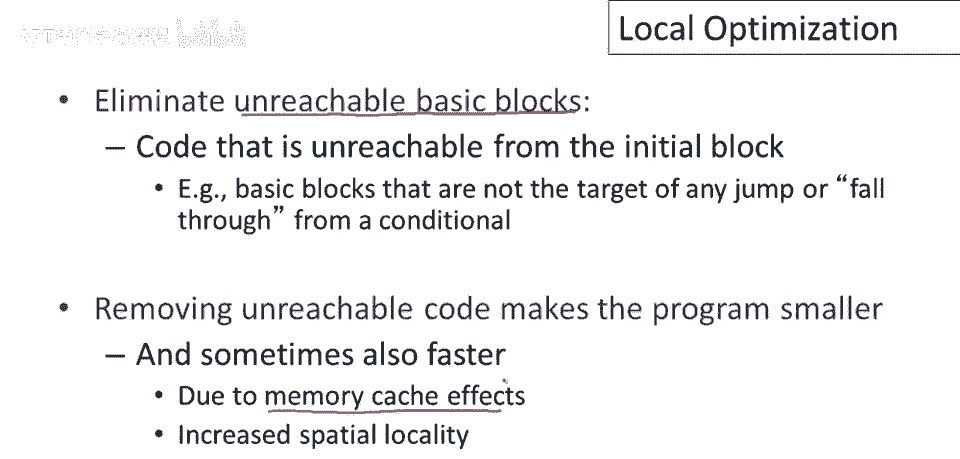 Local Optimization
• Eliminate unreachable basic blocks:
– Code that is unreachable from the initial block
• E.g., basic blocks that are not the target of any jump or “fall
through” from a conditional
• Removing unreachable code makes the program smaller
– And sometimes also faster
• Due to memory cache effects
• Increased spatial locality